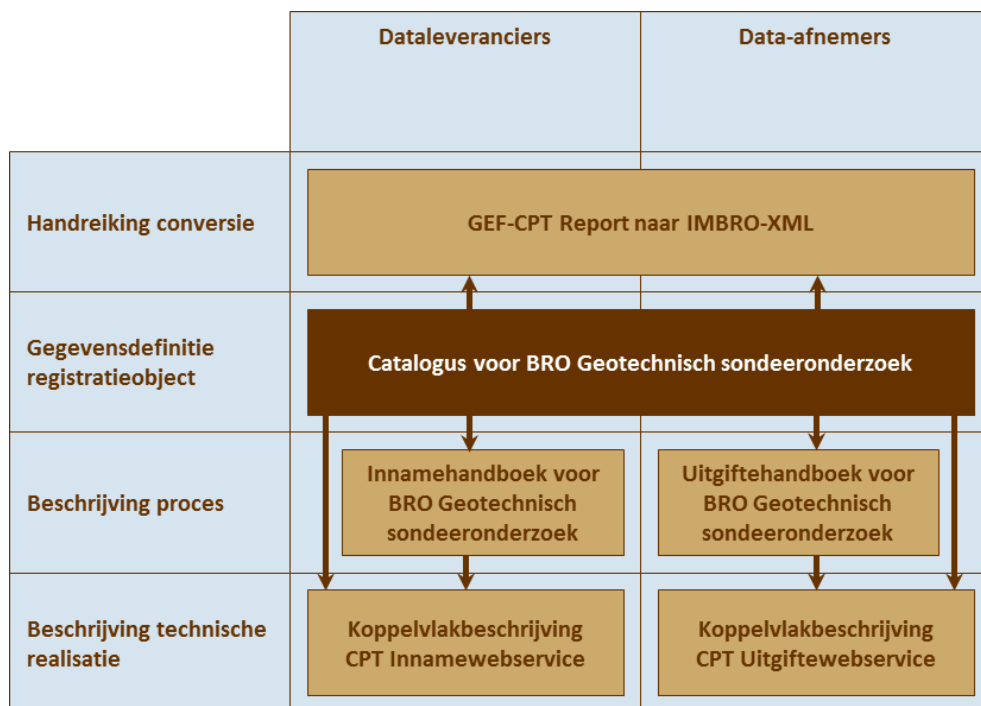 Dataleveranciers
Data-afnemers
Handreiking conversie
GEF-CPT Report naar IMBRO-XML
Gegevensdefinitie
registratieobject
Catalogus voor BRO Geotechnisch sondeeronderzoek
Beschrijving proces
Innamehandboek voor
BRO Geotechnisch
sondeeronderzoek
Uitgiftehandboek voor
BRO Geotechnisch
sondeeronderzoek
Beschrijving technische
realisatie
Koppelvlakbeschrijving
CPT Innamewebservice
Koppelvlakbeschrijving
CPT Uitgiftewebservice